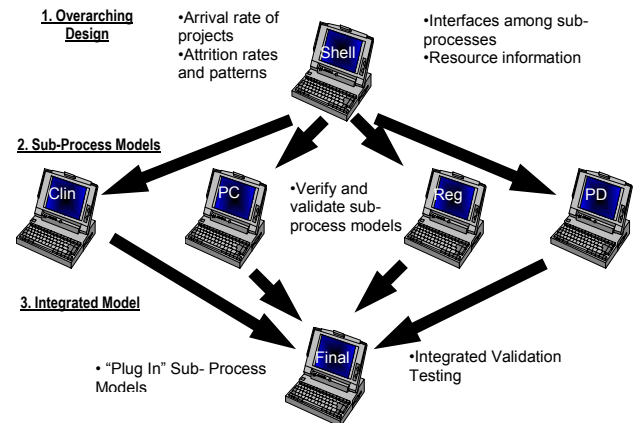 1. Overarching
Design
•Arrival rate of
projects
•Attrition rates
and patterns
•Interfaces among sub-
processes
•Resource information
Shell
2. Sub-Process Models
Clin
PC
•Verify and
validate sub-
process models
Reg
PD
3. Integrated Model
Final
• “Plug In” Sub- Process
Models
•Integrated Validation
Testing